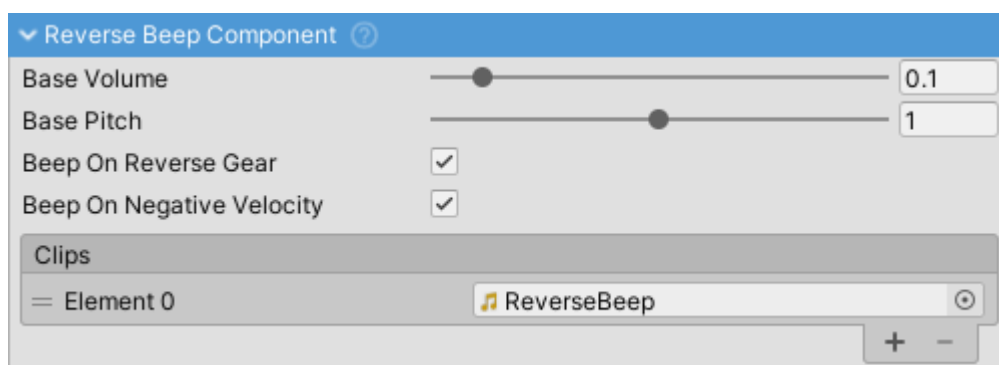 Reverse Beep Component ?
Base Volume 0.1
Base Pitch 1
Beep On Reverse Gear
Beep On Negative Velocity
Clips
= Element 0 ReverseBeep
+ −